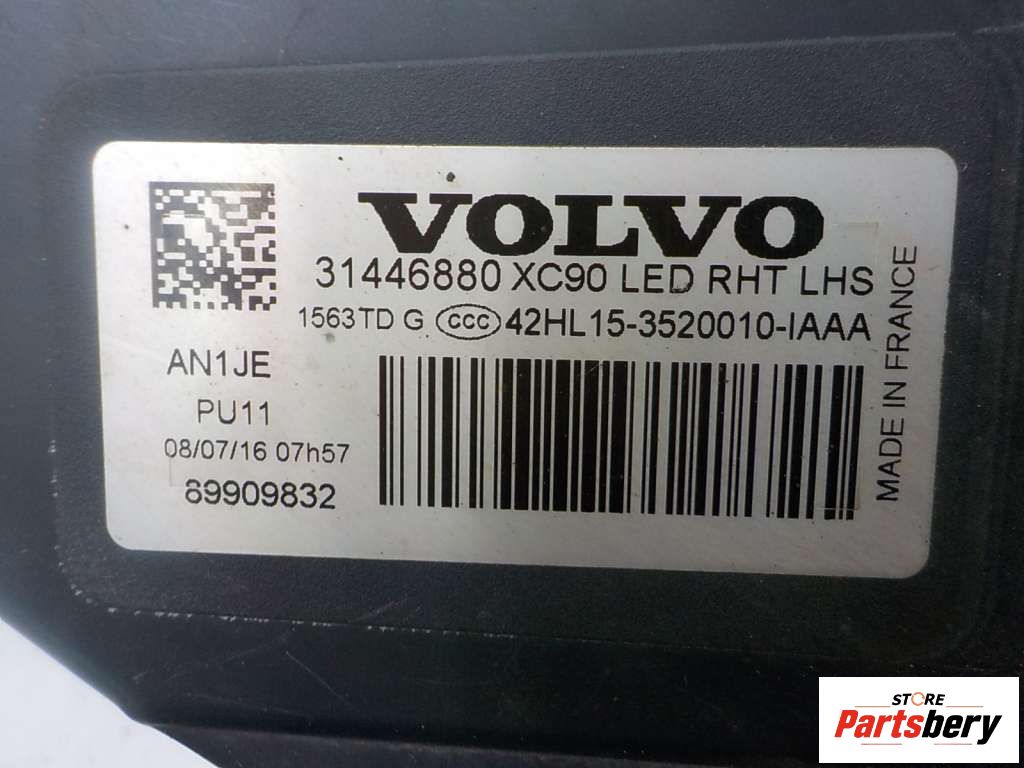 VOLVO
31446880 XC90 LED RHT LHS
1563TD G CCC 42HL15-3520010-IAAA
AN1JE
PU11
08/07/16 07h57
89909832
MADE IN FRANCE
STORE
Partsbery